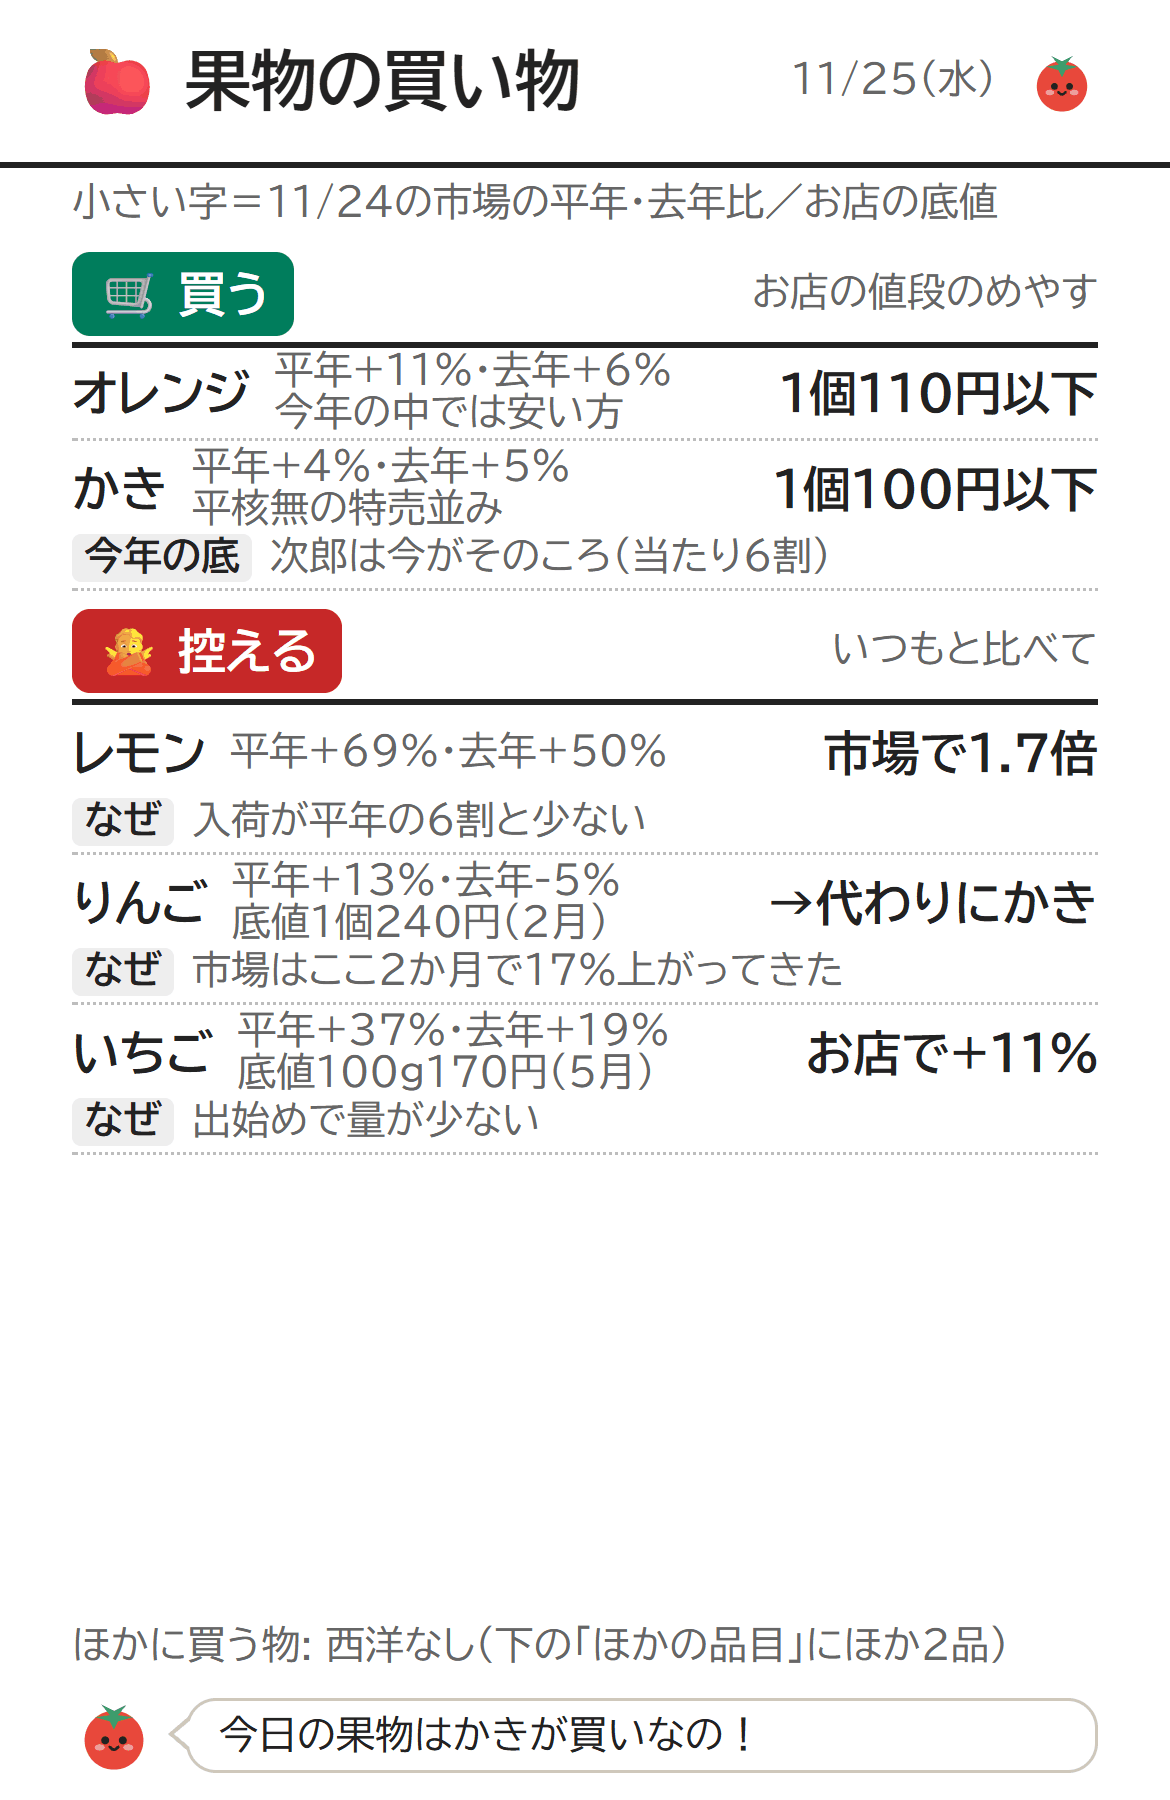 果物の買い物
11/25(水)
小さい字=11/24の市場の平年・去年比／お店の底値
買う
お店の値段のめやす
オレンジ
平年+11%・去年+6%
今年の中では安い方
1個110円以下
かき
平年+4%・去年+5%
平核無の特売並み
1個100円以下
今年の底 次郎は今がそのころ(当たり6割)
控える
いつもと比べて
レモン 平年+69%・去年+50% 市場で1.7倍
なぜ 入荷が平年の6割と少ない
りんご
平年+13%・去年-5%
底値1個240円(2月)
→代わりにかき
なぜ 市場はここ2か月で17%上がってきた
いちご
平年+37%・去年+19%
底値100g170円(5月)
お店で+11%
なぜ 出始めで量が少ない
ほかに買う物: 西洋なし(下の「ほかの品目」にほか2品)
今日の果物はかきが買いなの！